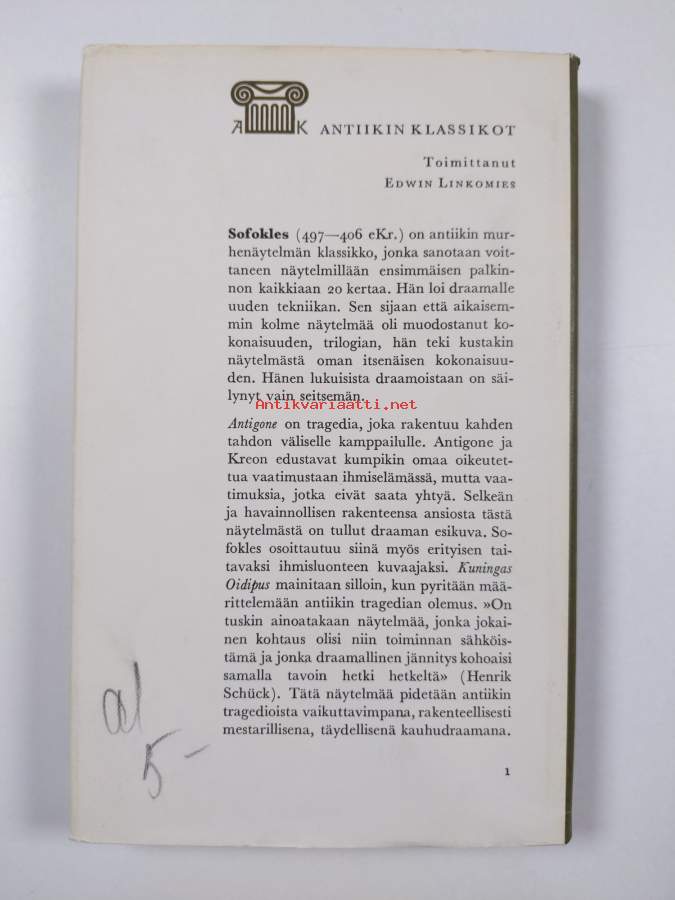 A K ANTIIKIN KLASSIKOT
Toimittanut
EDWIN LINKOMIES
Sofokles (497—406 eKr.) on antiikin mur-
henäytelmän klassikko, jonka sanotaan voit-
taneen näytelmillään ensimmäisen palkin-
non kaikkiaan 20 kertaa. Hän loi draamalle
uuden tekniikan. Sen sijaan että aikaisem-
min kolme näytelmää oli muodostanut ko-
konaisuuden, trilogian, hän teki kustakin
näytelmästä oman itsenäisen kokonaisuu-
den. Hänen lukuisista draamoistaan on säi-
lynyt vain seitsemän.
Antikvariaatti.net
Antigone on tragedia, joka rakentuu kahden
tahdon väliselle kamppailulle. Antigone ja
Kreon edustavat kumpikin omaa oikeutet-
tua vaatimustaan ihmiselämässä, mutta vaa-
timuksia, jotka eivät saata yhtyä. Selkeän
ja havainnollisen rakenteensa ansiosta tästä
näytelmästä on tullut draaman esikuva. So-
fokles osoittautuu siinä myös erityisen tai-
tavaksi ihmisluonteen kuvaajaksi. Kuningas
Oidipus mainitaan silloin, kun pyritään mää-
rittelemään antiikin tragedian olemus. »On
tuskin ainoatakaan näytelmää, jonka jokai-
nen kohtaus olisi niin toiminnan sähköis-
tämä ja jonka draamallinen jännitys kohoaisi
samalla tavoin hetki hetkeltä» (Henrik
Schück). Tätä näytelmää pidetään antiikin
tragedioista vaikuttavimpana, rakenteellisesti
mestarillisena, täydellisenä kauhudraamana.
5-
1